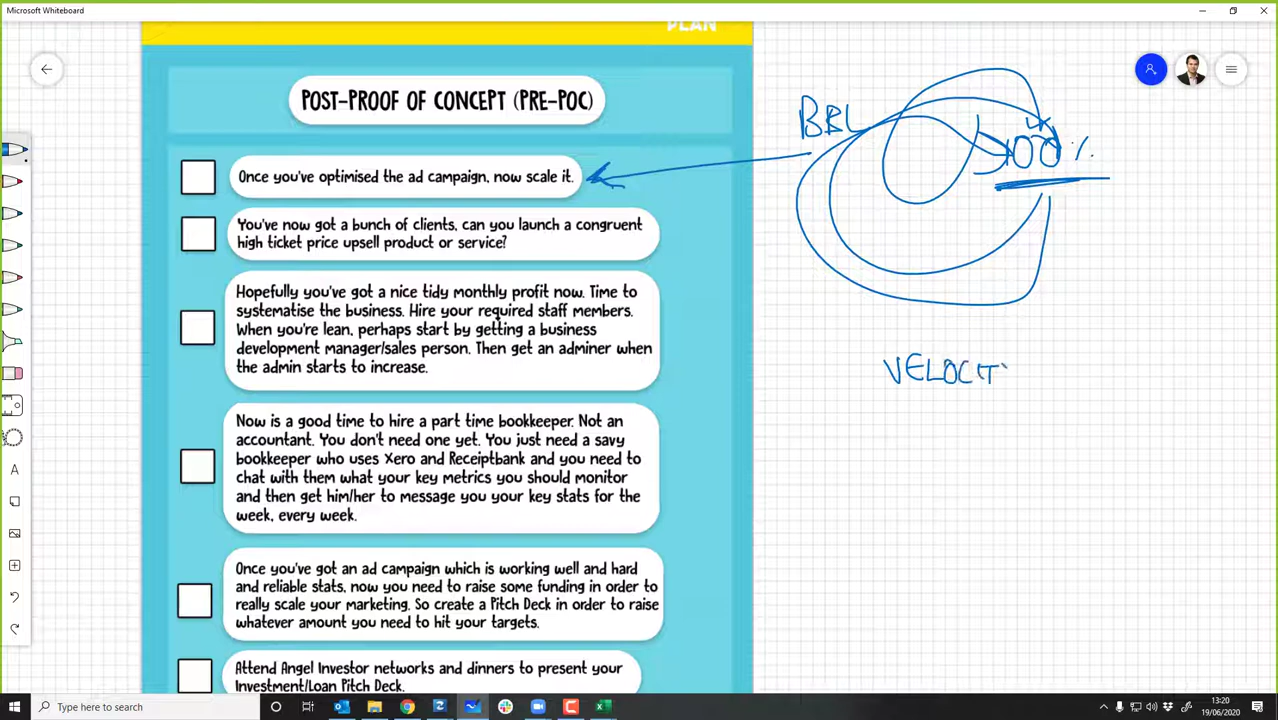 Microsoft Whiteboard
PLAN
POST-PROOF OF CONCEPT (PRE-POC)
Once you've optimised the ad campaign, now scale it.
You've now got a bunch of clients, can you launch a congruent
high ticket price upsell product or service?
Hopefully you've got a nice tidy monthly profit now. Time to
systematise the business. Hire your required staff members.
When you're lean, perhaps start by getting a business
development manager/sales person. Then get an adminer when
the admin starts to increase.
Now is a good time to hire a part time bookkeeper. Not an
accountant. You don't need one yet. You just need a savy
bookkeeper who uses Xero and Receiptbank and you need to
chat with them what your key metrics you should monitor
and then get him/her to message you your key stats for the
week, every week.
Once you've got an ad campaign which is working well and hard
and reliable stats, now you need to raise some funding in order to
really scale your marketing. So create a Pitch Deck in order to raise
whatever amount you need to hit your targets.
Attend Angel Investor networks and dinners to present your
Investment/Loan Pitch Deck.
BBL
100%
VELOCIT
Type here to search
13:20
19/06/2020